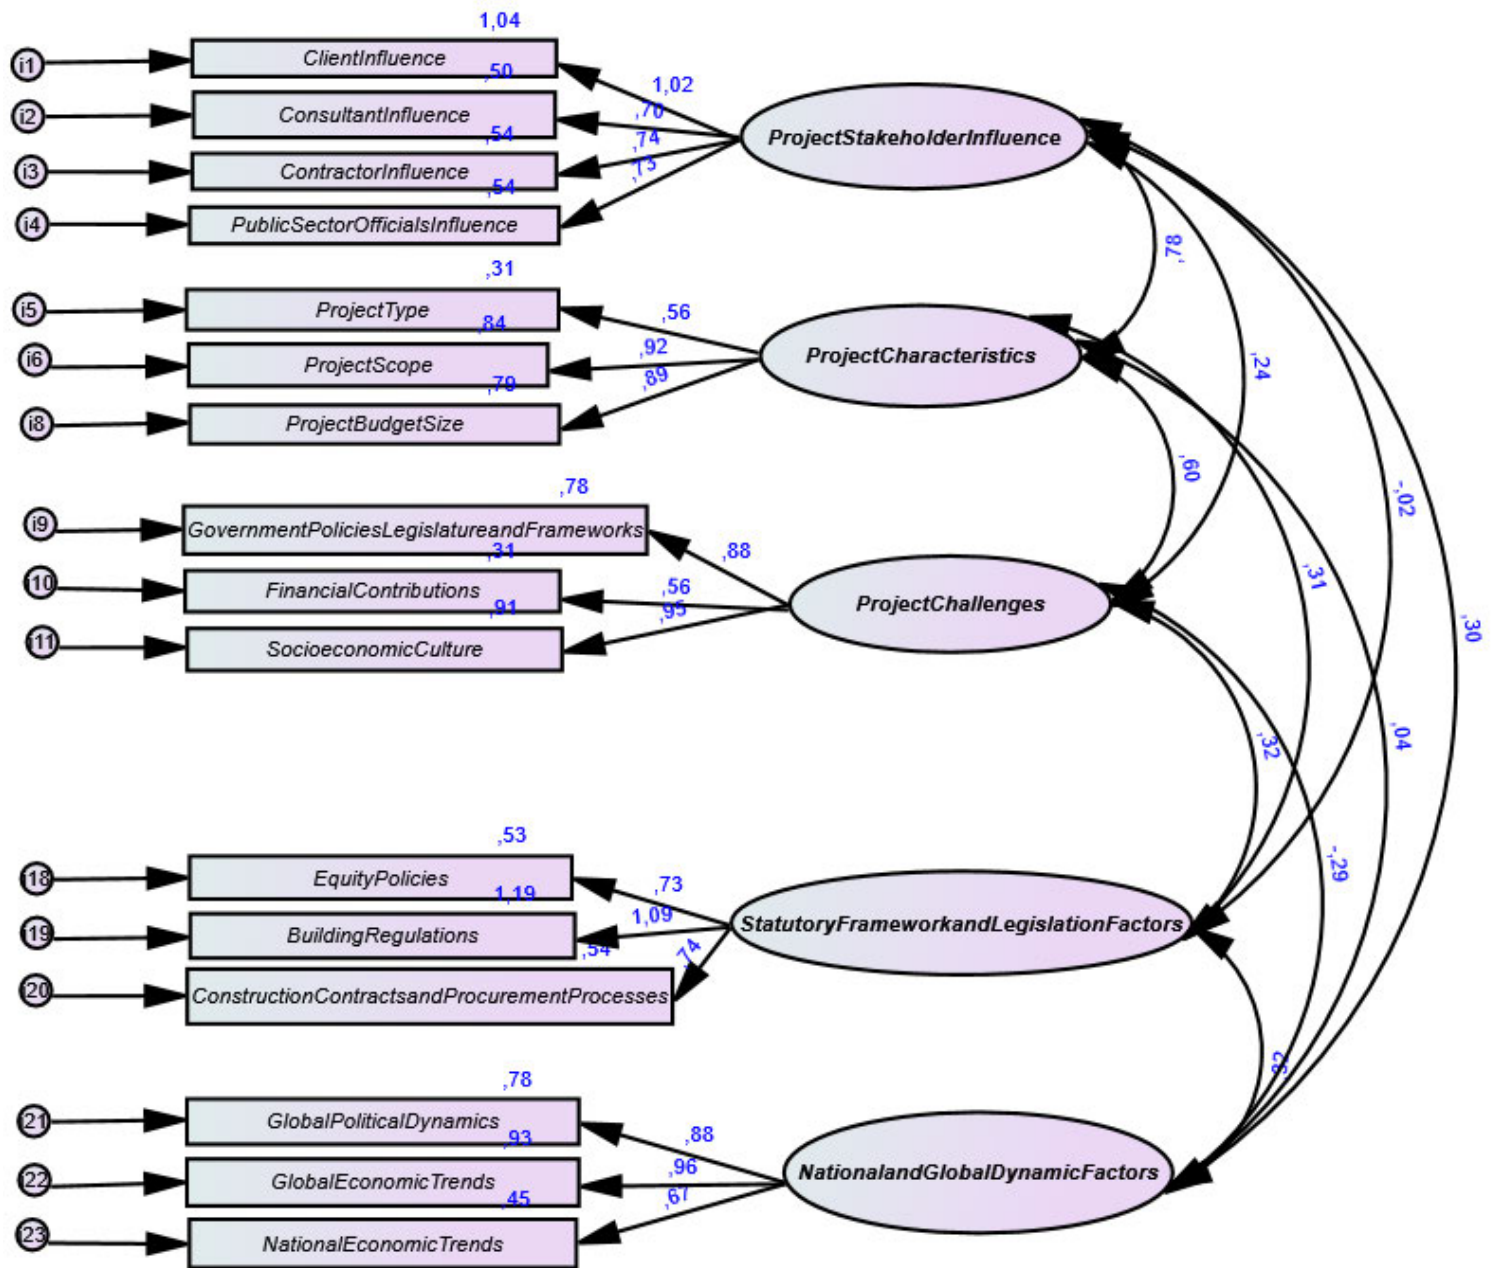 1,04
i1
ClientInfluence
1,02
,50
i2
ConsultantInfluence
,70
ProjectStakeholderInfluence
,54
,74
i3
ContractorInfluence
,73
,54
i4
PublicSectorOfficialsInfluence
,78
,31
i5
ProjectType
,56
,84
i6
ProjectScope
,92
ProjectCharacteristics
,24
,79
,89
i8
ProjectBudgetSize
,60
,78
i9
GovernmentPoliciesLegislatureandFrameworks
,88
-,02
,31
i10
FinancialContributions
,56
ProjectChallenges
,31
,91
,95
i11
SocioeconomicCulture
,30
,32
,04
,53
i18
EquityPolicies
,73
-,29
1,19
i19
BuildingRegulations
1,09
StatutoryFrameworkandLegislationFactors
,54
,74
i20
ConstructionContractsandProcurementProcesses
,32
,78
i21
GlobalPoliticalDynamics
,88
,93
i22
GlobalEconomicTrends
,96
NationalandGlobalDynamicFactors
,45
,67
i23
NationalEconomicTrends